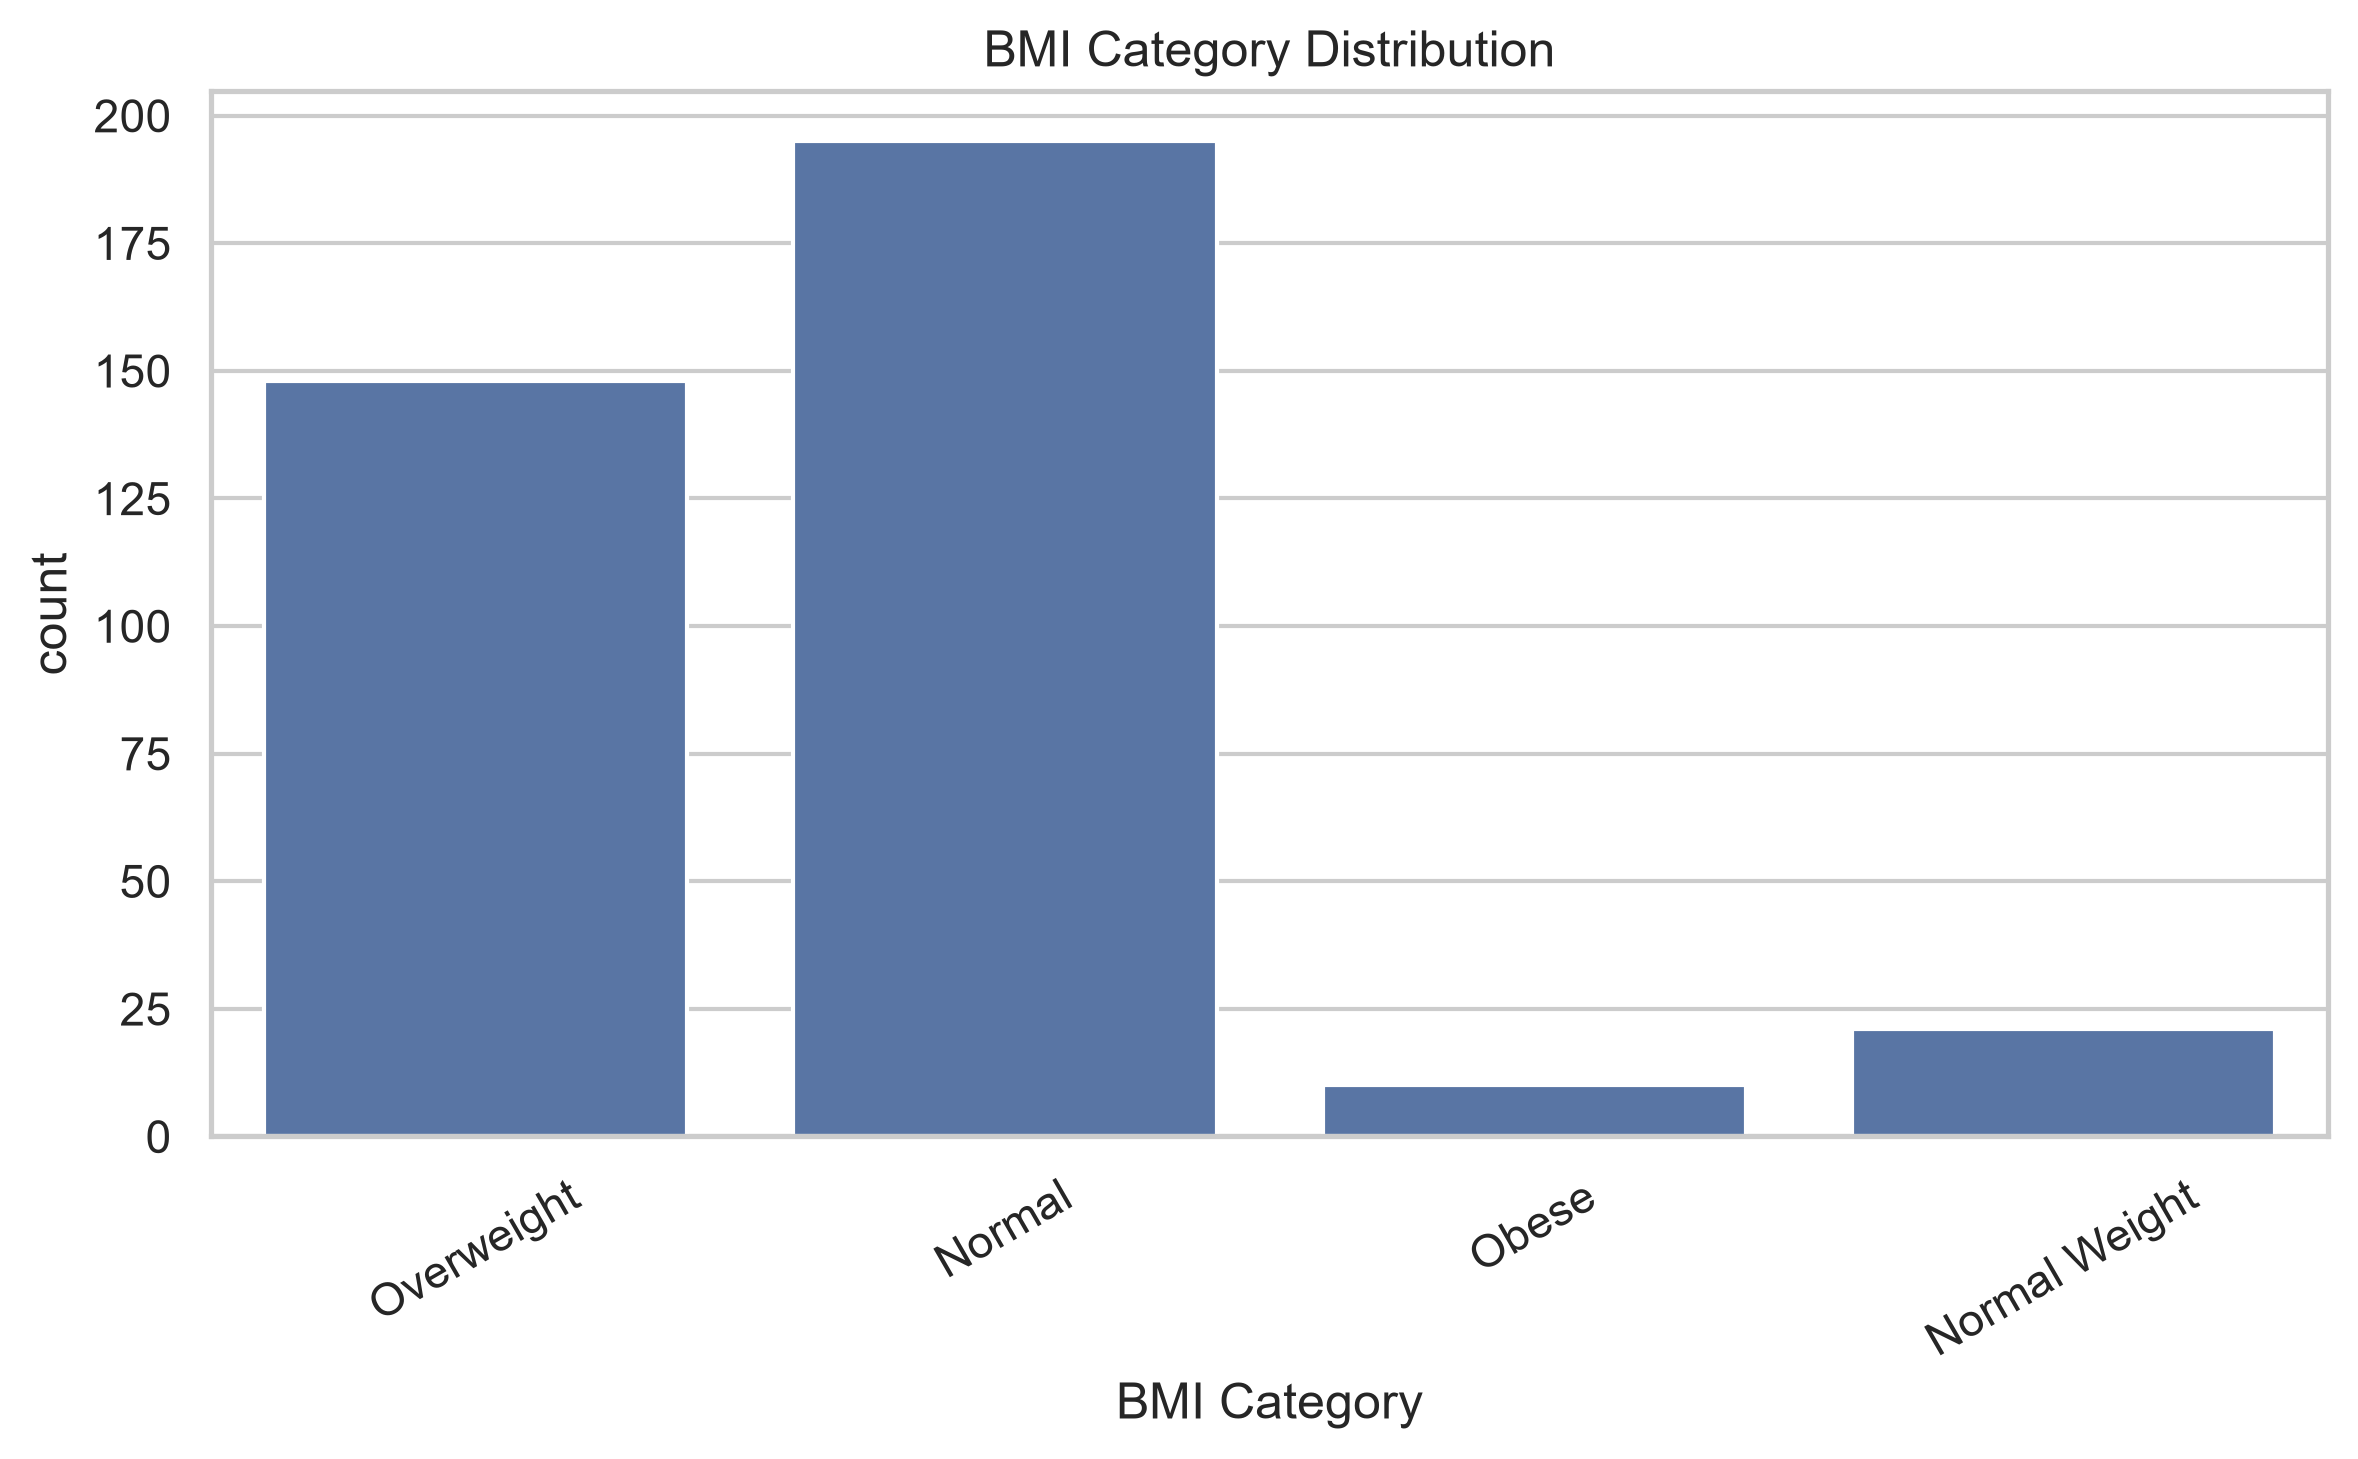 BMI Category Distribution
200
175
150
125
100
75
50
25
0
count
Overweight
Normal
Obese
Normal Weight
BMI Category